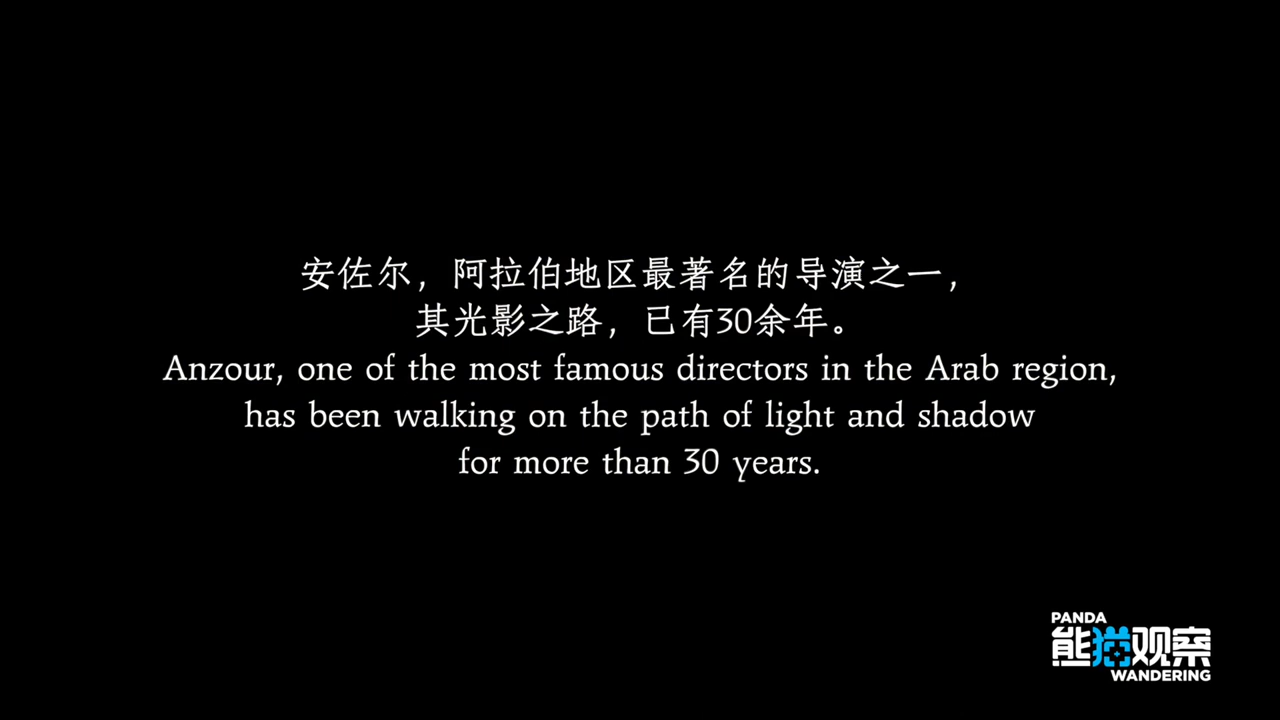 安佐尔，阿拉伯地区最著名的导演之一，
其光影之路，已有30余年。
Anzour, one of the most famous directors in the Arab region,
has been walking on the path of light and shadow
for more than 30 years.
PANDA
熊猫观察
WANDERING